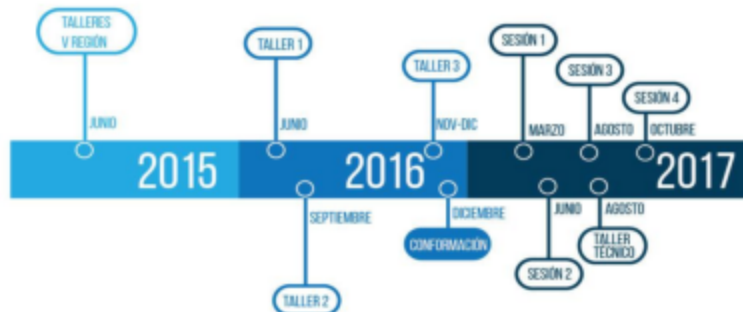 TALLERES
V REGIÓN
JUNIO
TALLER 1
JUNIO
TALLER 3
NOV-DIC
SESIÓN 1
MARZO
SESIÓN 3
AGOSTO
SESIÓN 4
OCTUBRE
2015
2016
2017
SEPTIEMBRE
TALLER 2
DICIEMBRE
CONFORMACIÓN
JUNIO
SESIÓN 2
AGOSTO
TALLER
TÉCNICO